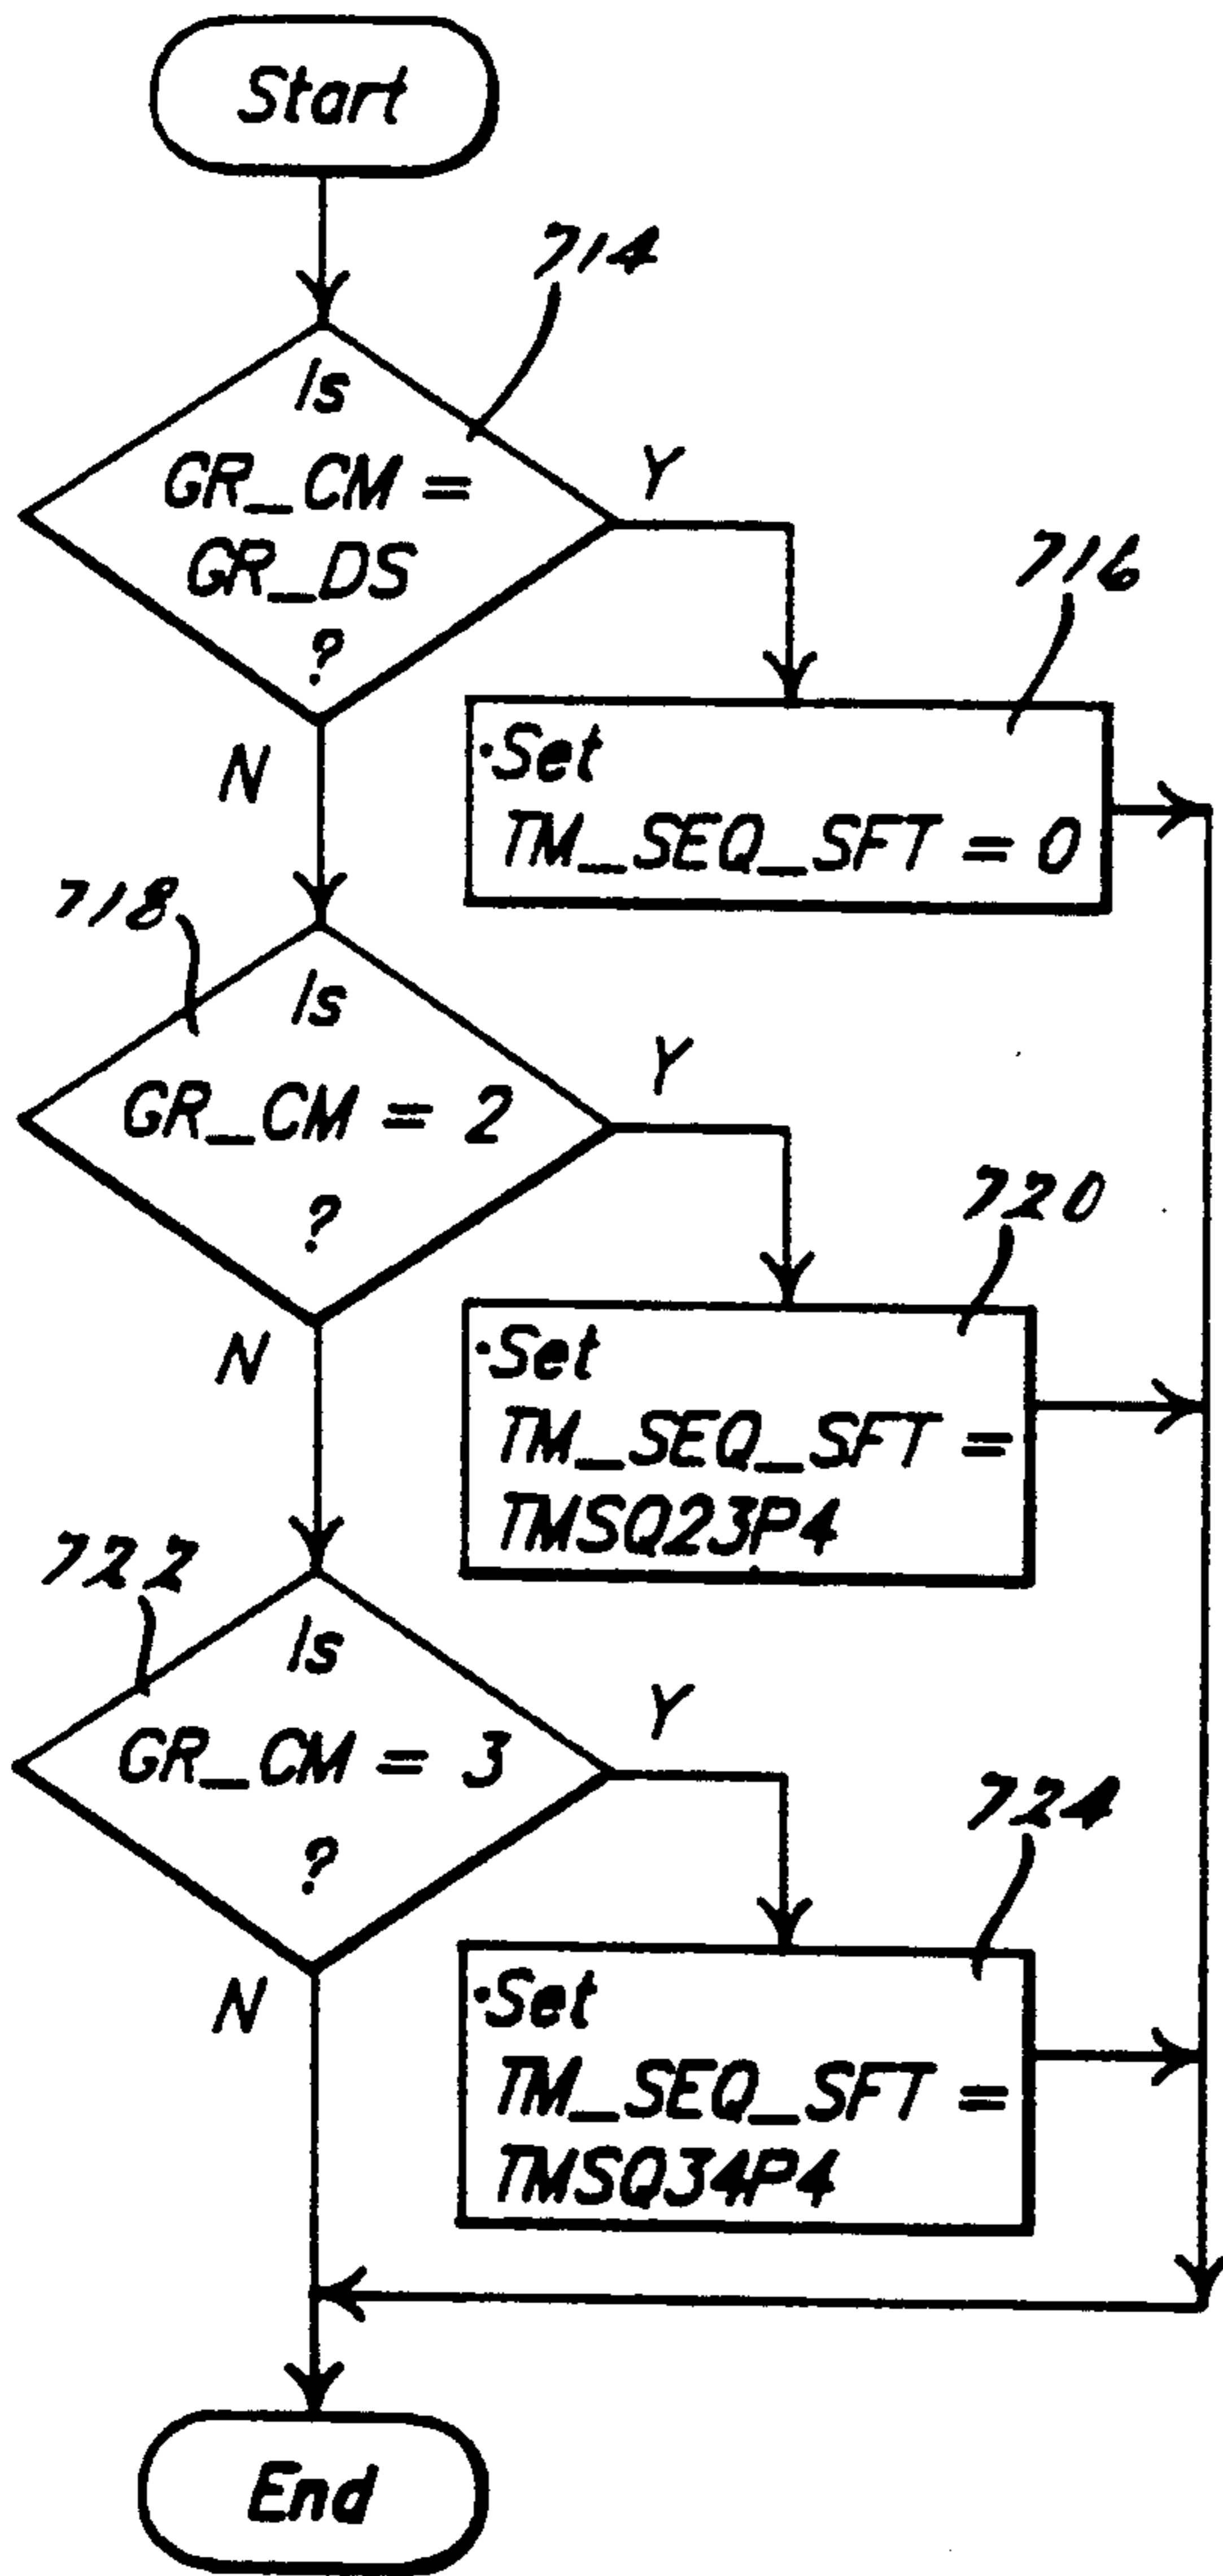 Start
714
Is
GR_CM =
GR_DS
?
Y
716
·Set
TM_SEQ_SFT = 0
N
718
Is
GR_CM = 2
?
Y
720
·Set
TM_SEQ_SFT =
TMSQ23P4
N
722
Is
GR_CM = 3
?
Y
724
·Set
TM_SEQ_SFT =
TMSQ34P4
N
End